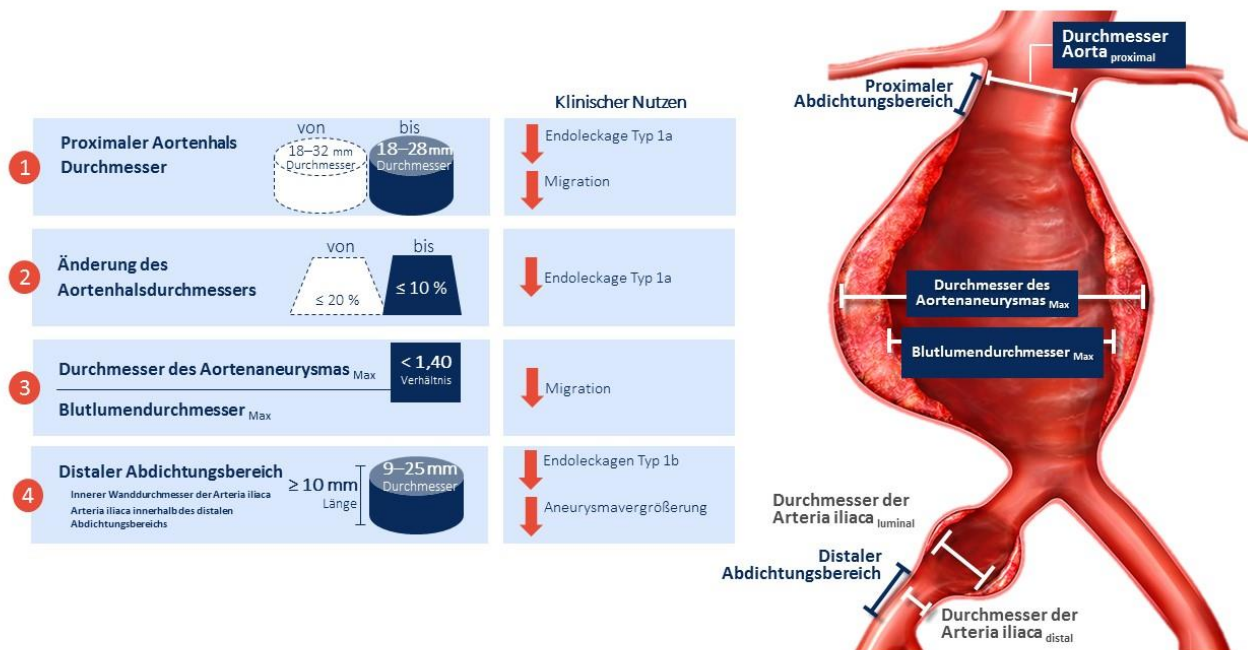 Klinischer Nutzen
1
Proximaler Aortenhals
Durchmesser
von
bis
18–32 mm
Durchmesser
18–28 mm
Durchmesser
Endoleckage Typ 1a
Migration
2
Änderung des
Aortenhalsdurchmessers
von
bis
≤ 20 %
≤ 10 %
Endoleckage Typ 1a
3
Durchmesser des Aortenaneurysmas Max
Blutlumendurchmesser Max
< 1,40
Verhältnis
Migration
4
Distaler Abdichtungsbereich
Innerer Wanddurchmesser der Arteria iliaca
Arteria iliaca innerhalb des distalen
Abdichtungsbereichs
≥ 10 mm
Länge
9–25 mm
Durchmesser
Endoleckagen Typ 1b
Aneurysmavergrößerung
Durchmesser
Aorta proximal
Proximaler
Abdichtungsbereich
Durchmesser des
Aortenaneurysmas Max
Blutlumendurchmesser Max
Durchmesser der
Arteria iliaca luminal
Distaler
Abdichtungsbereich
Durchmesser der
Arteria iliaca distal